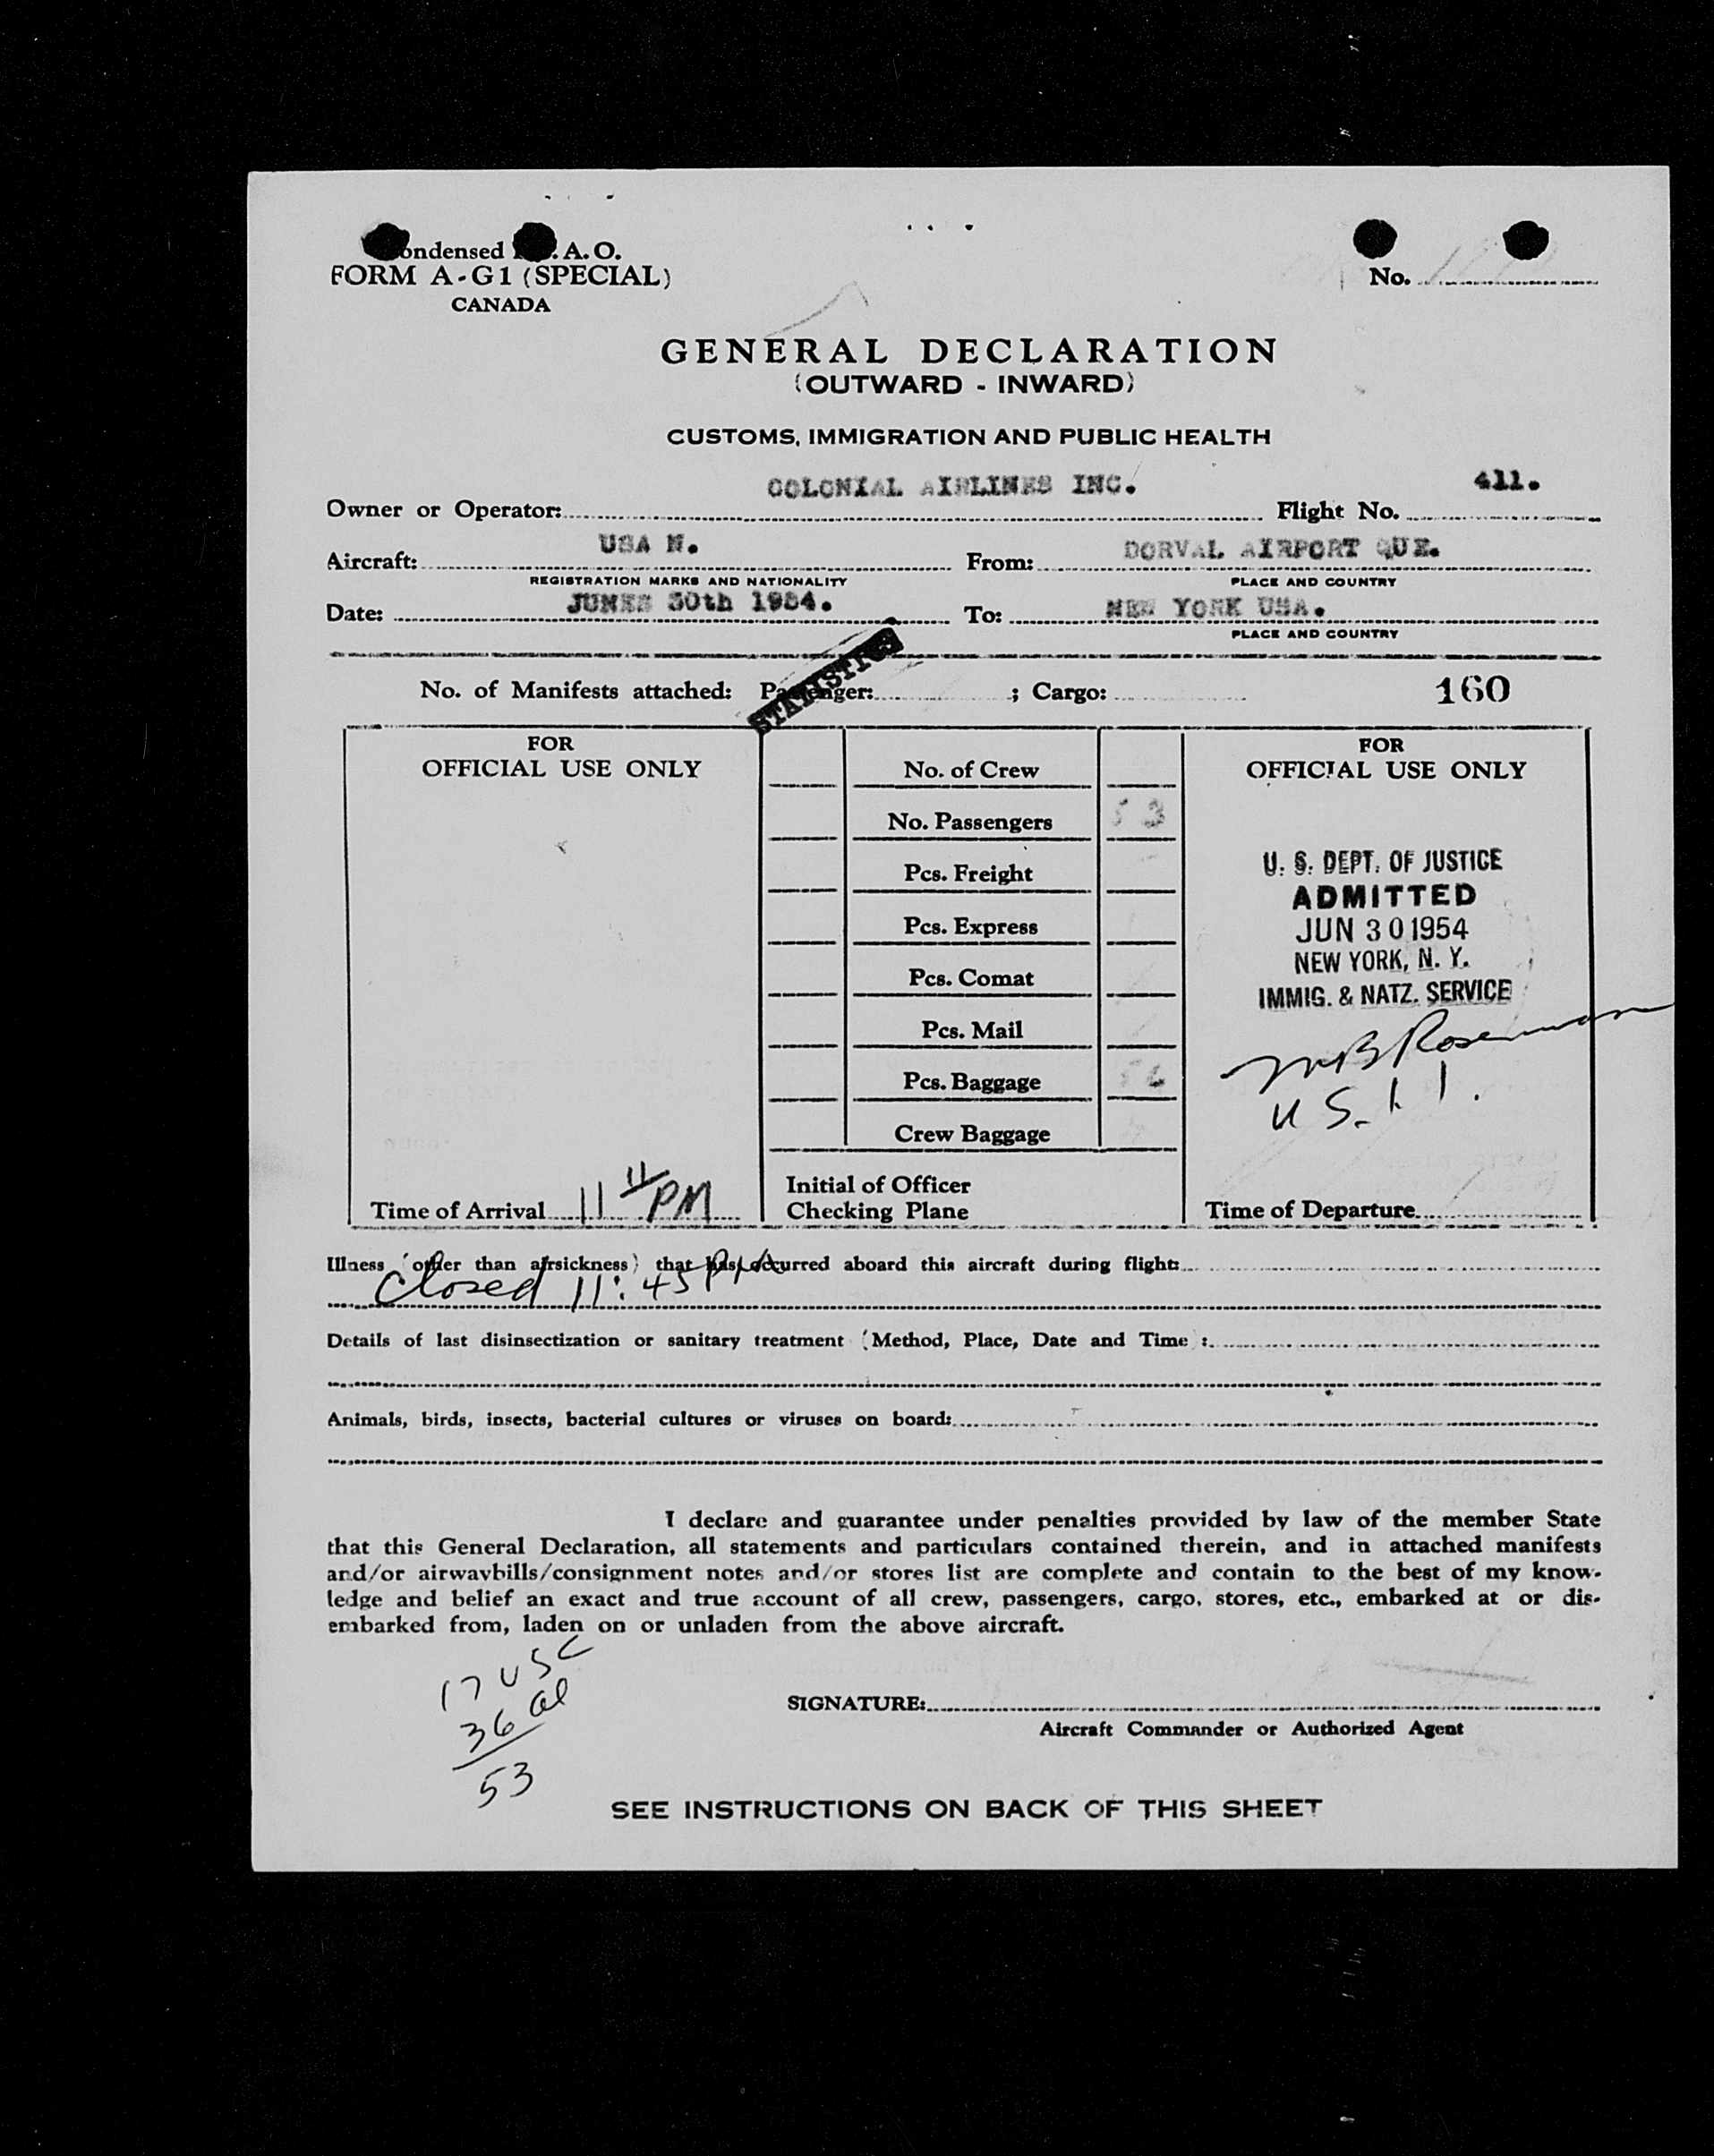 ondensed A. O.
FORM A-G1 (SPECIAL)
CANADA
No.
GENERAL DECLARATION
(OUTWARD - INWARD)
CUSTOMS, IMMIGRATION AND PUBLIC HEALTH
Owner or Operator: COLONIAL AIRLINES INC. Flight No. 411.
Aircraft: USA N. From: DORVAL AIRPORT QUE.
REGISTRATION MARKS AND NATIONALITY PLACE AND COUNTRY
Date: 30th 1954. To: NEW YORK USA.
PLACE AND COUNTRY
STATISTICS
No. of Manifests attached: Passenger: ; Cargo: 160
FOR
OFFICIAL USE ONLY
No. of Crew
No. Passengers 53
Pcs. Freight
Pcs. Express
Pcs. Comat
Pcs. Mail
Pcs. Baggage
Crew Baggage
FOR
OFFICIAL USE ONLY
U. S. DEPT. OF JUSTICE
ADMITTED
JUN 30 1954
NEW YORK, N. Y.
IMMIG. & NATZ. SERVICE
U S. I I.
Time of Arrival 11 11 PM
Initial of Officer
Checking Plane
Time of Departure
Illness (other than airsickness) that has occurred aboard this aircraft during flight:
Closed 11:45
Details of last disinsectization or sanitary treatment (Method, Place, Date and Time):
Animals, birds, insects, bacterial cultures or viruses on board:
I declare and guarantee under penalties provided by law of the member State
that this General Declaration, all statements and particulars contained therein, and in attached manifests
and/or airwaybills/consignment notes and/or stores list are complete and contain to the best of my know-
ledge and belief an exact and true account of all crew, passengers, cargo, stores, etc., embarked at or dis-
embarked from, laden on or unladen from the above aircraft.
17 USC
36 al
53
SIGNATURE:
Aircraft Commander or Authorized Agent
SEE INSTRUCTIONS ON BACK OF THIS SHEET